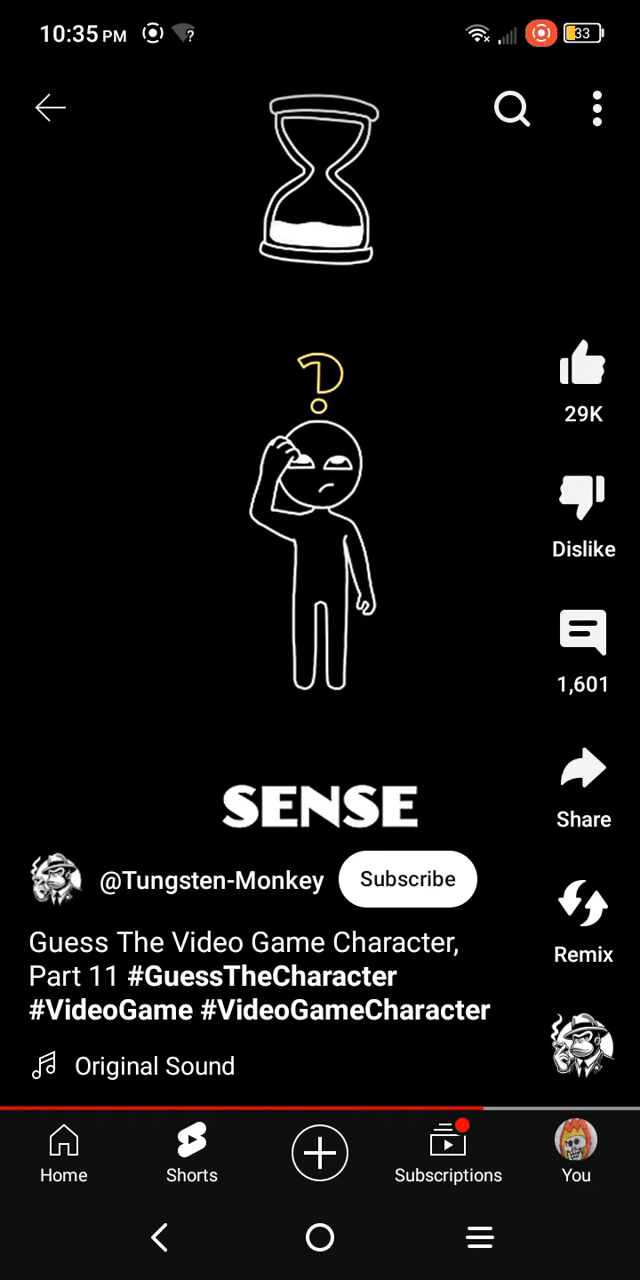 10:35 PM
?
33
?
29K
Dislike
1,601
SENSE
Share
@Tungsten-Monkey
Subscribe
Guess The Video Game Character,
Part 11 #GuessTheCharacter
#VideoGame #VideoGameCharacter
Remix
Original Sound
Home
Shorts
Subscriptions
You